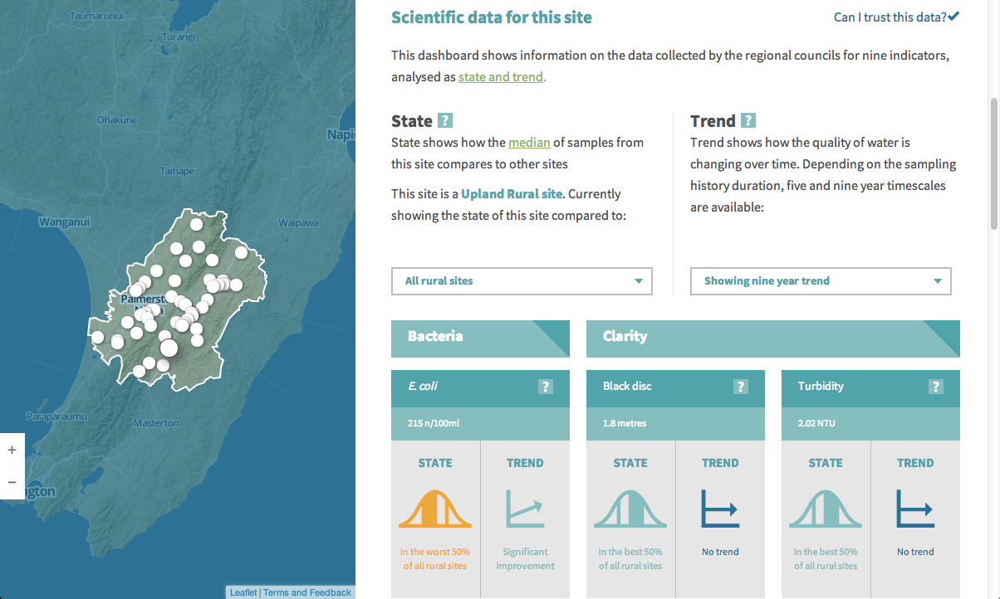 Taumarunui
Turangi
Ohakune
Napi
Taihape
Wanganui
Waipawa
Palmerst
N
Paraparaumu
Masterton
ngton
+
−
Leaflet | Terms and Feedback
Scientific data for this site
Can I trust this data?✔
This dashboard shows information on the data collected by the regional councils for nine indicators,
analysed as state and trend.
State ?
State shows how the median of samples from
this site compares to other sites
This site is a Upland Rural site. Currently
showing the state of this site compared to:
All rural sites
Trend ?
Trend shows how the quality of water is
changing over time. Depending on the sampling
history duration, five and nine year timescales
are available:
Showing nine year trend
Bacteria
E. coli ?
215 n/100ml
STATE
In the worst 50%
of all rural sites
TREND
Significant
improvement
Clarity
Black disc ?
1.8 metres
STATE
In the best 50%
of all rural sites
TREND
No trend
Turbidity ?
2.02 NTU
STATE
In the best 50%
of all rural sites
TREND
No trend